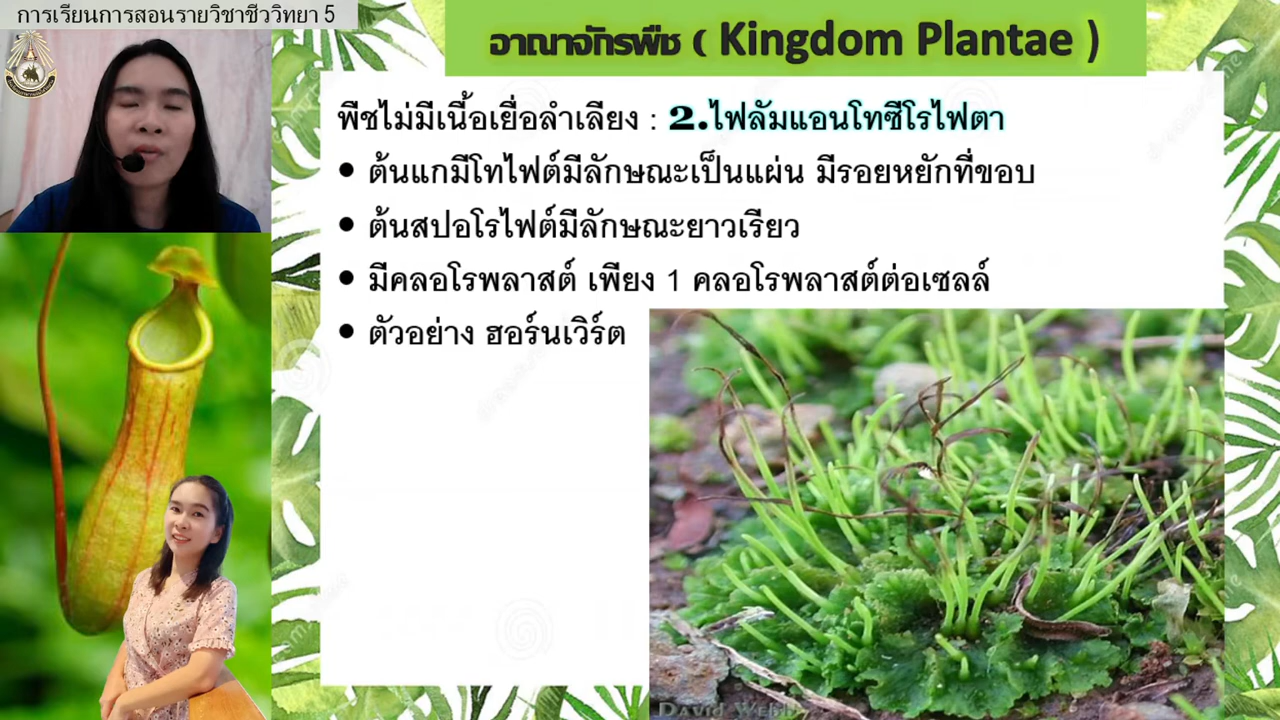 การเรียนการสอนรายวิชาชีววิทยา 5
อาณาจักรพืช ( Kingdom Plantae )
พืชไม่มีเนื้อเยื่อลำเลียง : 2.ไฟลัมแอนโทซีโรไฟตา
• ต้นแกมีโทไฟต์มีลักษณะเป็นแผ่น มีรอยหยักที่ขอบ
• ต้นสปอโรไฟต์มีลักษณะยาวเรียว
• มีคลอโรพลาสต์ เพียง 1 คลอโรพลาสต์ต่อเซลล์
• ตัวอย่าง ฮอร์นเวิร์ต
David Webb